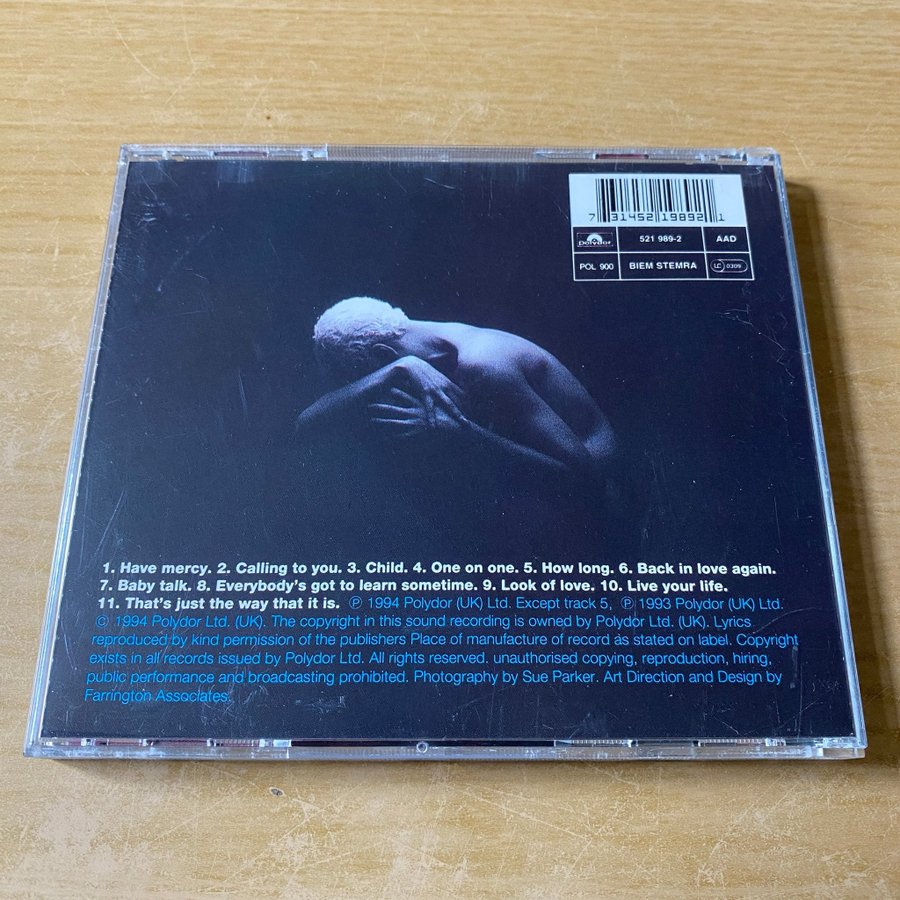 7 31452 19892 1
polydor 521 989-2 AAD
POL 900 BIEM STEMRA LC 0309
1. Have mercy. 2. Calling to you. 3. Child. 4. One on one. 5. How long. 6. Back in love again.
7. Baby talk. 8. Everybody's got to learn sometime. 9. Look of love. 10. Live your life.
11. That's just the way that it is. ℗ 1994 Polydor (UK) Ltd. Except track 5, ℗ 1993 Polydor (UK) Ltd.
© 1994 Polydor Ltd. (UK). The copyright in this sound recording is owned by Polydor Ltd. (UK). Lyrics
reproduced by kind permission of the publishers Place of manufacture of record as stated on label. Copyright
exists in all records issued by Polydor Ltd. All rights reserved. unauthorised copying, reproduction, hiring,
public performance and broadcasting prohibited. Photography by Sue Parker. Art Direction and Design by
Farrington Associates.